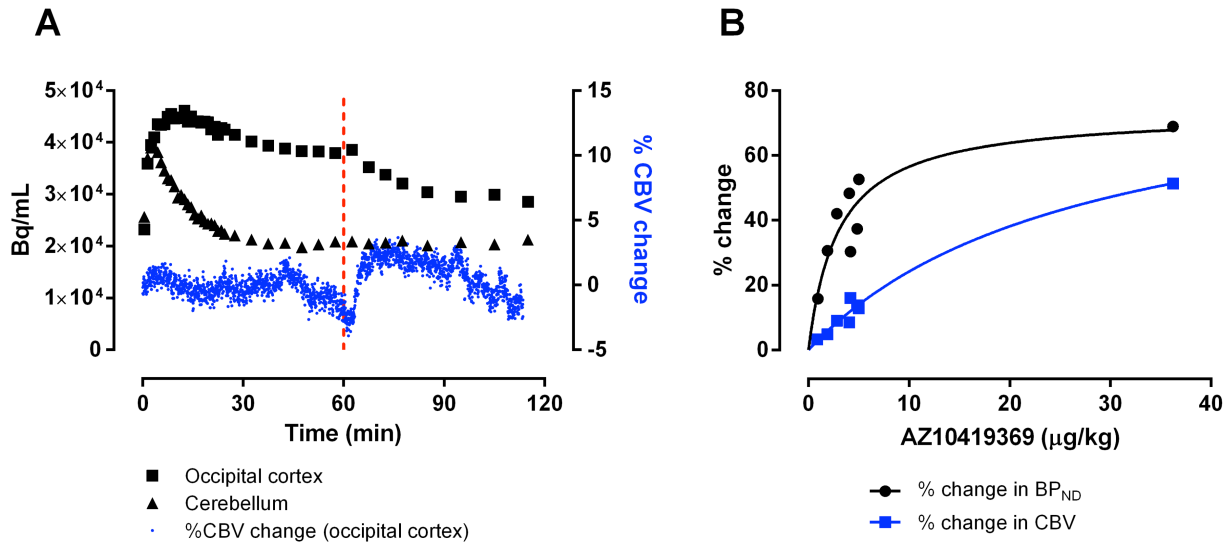 A
B
5×10⁴
4×10⁴
3×10⁴
2×10⁴
1×10⁴
0
Bq/mL
15
10
5
0
-5
% CBV change
0 30 60 90 120
Time (min)
Occipital cortex
Cerebellum
%CBV change (occipital cortex)
80
60
40
20
0
% change
0 10 20 30 40
AZ10419369 (μg/kg)
% change in BP_ND
% change in CBV